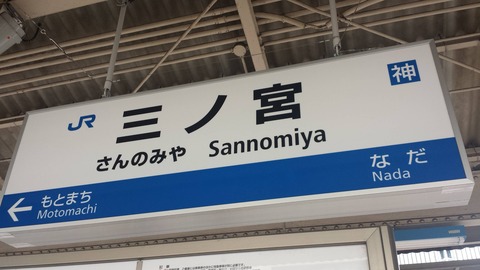 JR 三ノ宮 神
さんのみや Sannomiya
← もとまち なだ
Motomachi Nada